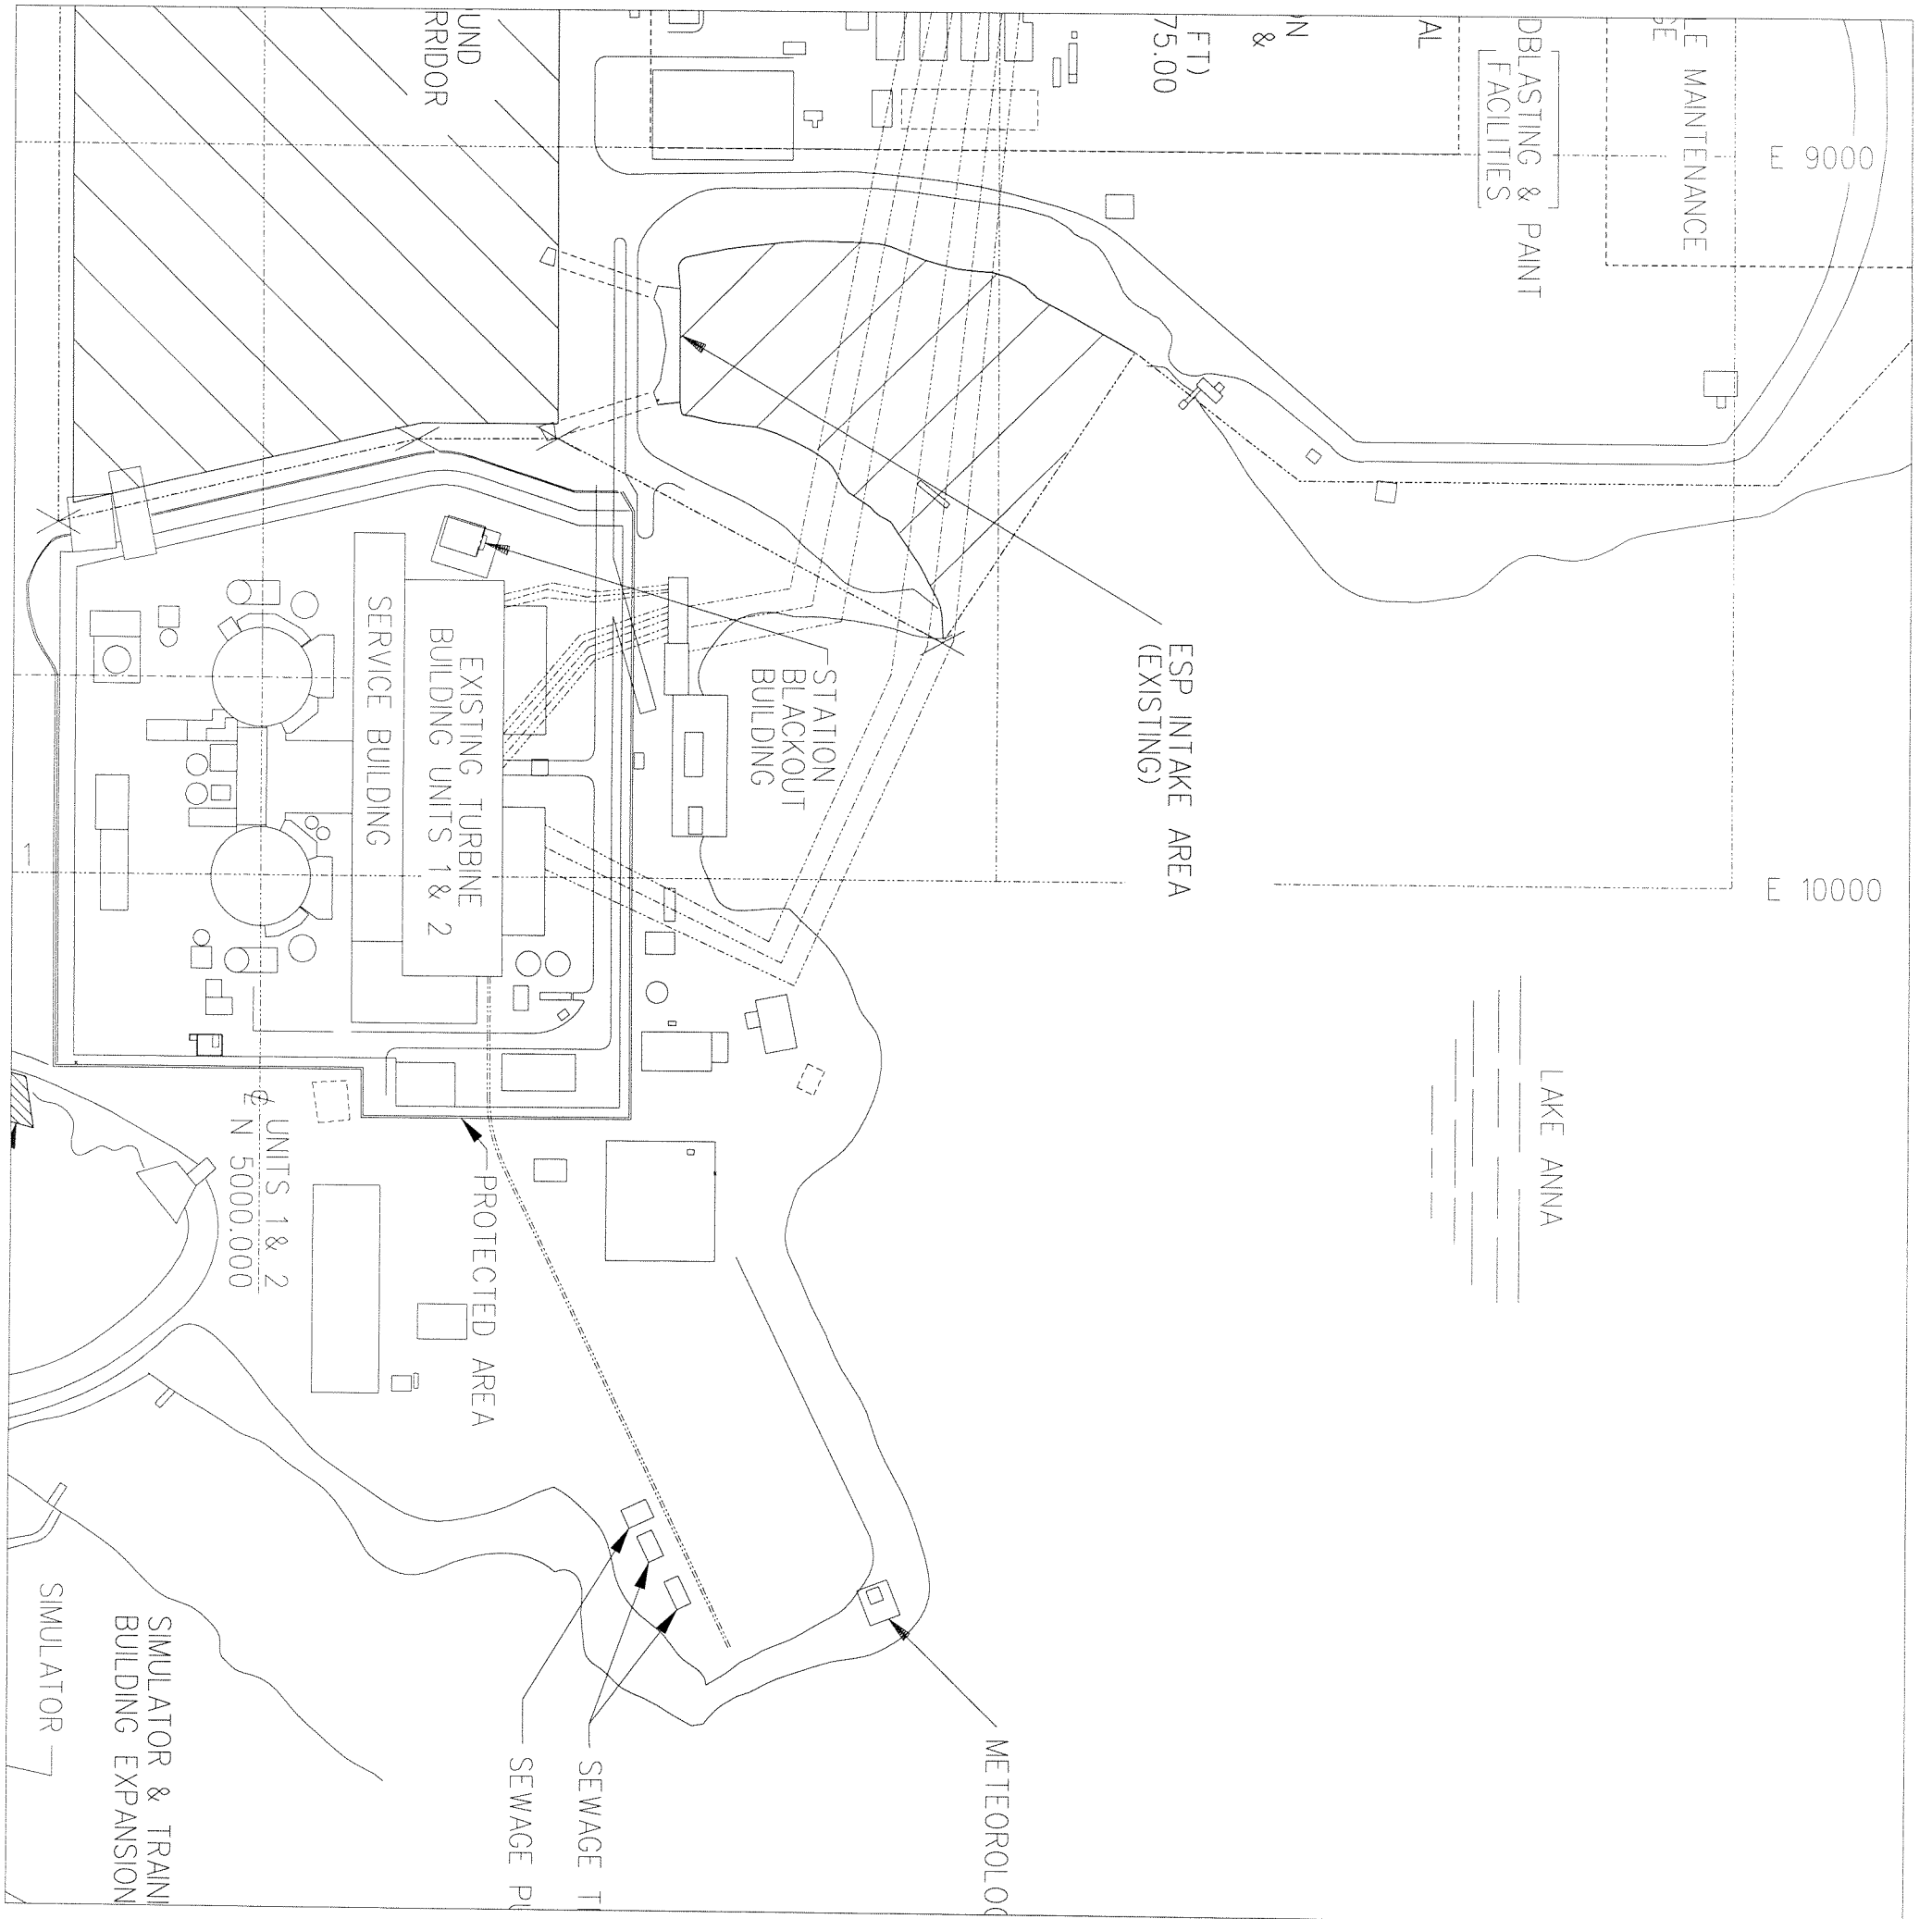 UND
RRIDOR
N
&
AL
FT)
75.00
DBLASTING & PAINT
FACILITIES
LE MAINTENANCE
E 9000
ESP INTAKE AREA
(EXISTING)
STATION
BLACKOUT
BUILDING
EXISTING TURBINE
BUILDING UNITS 1 & 2
SERVICE BUILDING
E 10000
LAKE ANNA
UNITS 1 & 2
N 5000.000
PROTECTED AREA
METEOROLO
SEWAGE T
SEWAGE P
SIMULATOR & TRAINI
BUILDING EXPANSION
SIMULATOR